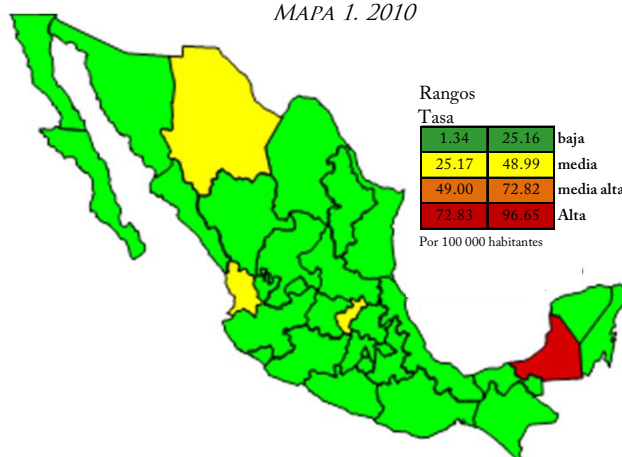 MAPA 1. 2010
Rangos
Tasa
1.34 25.16 baja
25.17 48.99 media
49.00 72.82 media alta
72.83 96.65 Alta
Por 100 000 habitantes